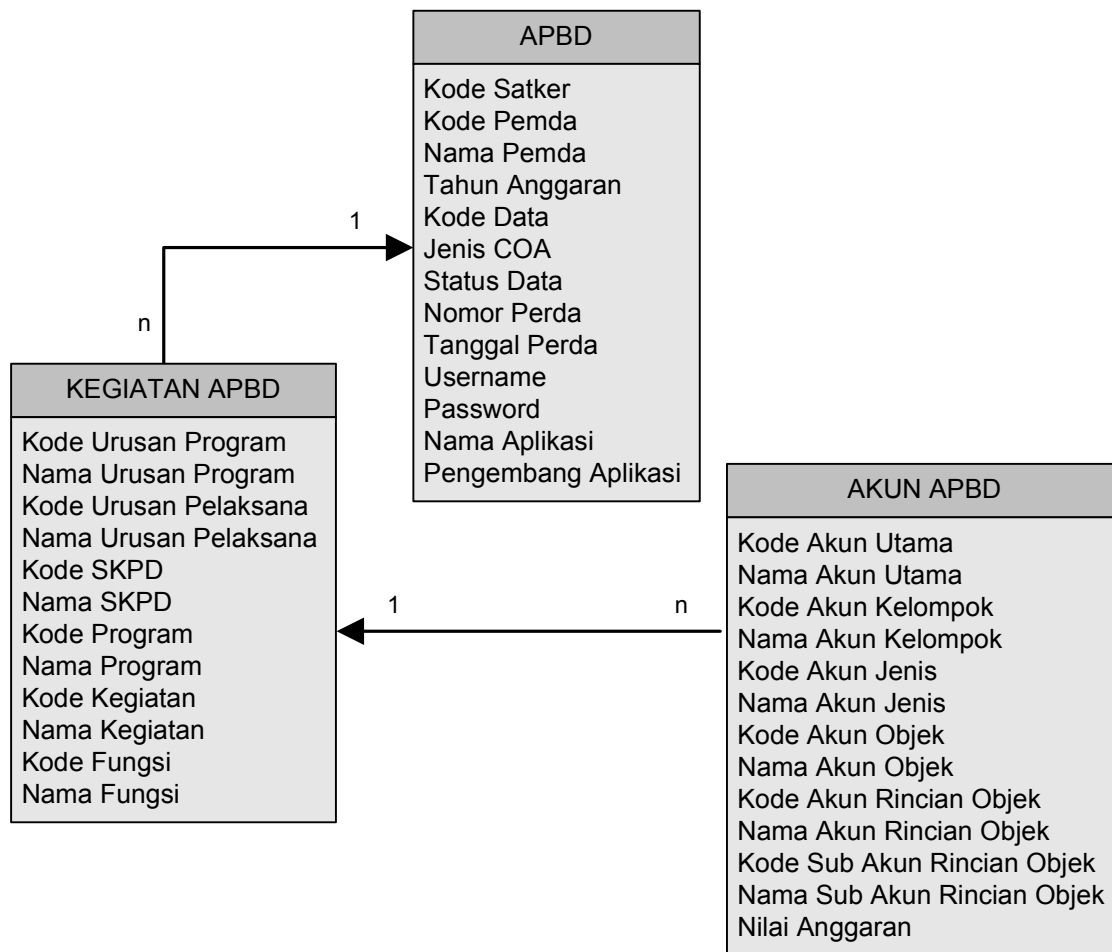 APBD
Kode Satker
Kode Pemda
Nama Pemda
Tahun Anggaran
Kode Data
Jenis COA
Status Data
Nomor Perda
Tanggal Perda
Username
Password
Nama Aplikasi
Pengembang Aplikasi
1
n
KEGIATAN APBD
Kode Urusan Program
Nama Urusan Program
Kode Urusan Pelaksana
Nama Urusan Pelaksana
Kode SKPD
Nama SKPD
Kode Program
Nama Program
Kode Kegiatan
Nama Kegiatan
Kode Fungsi
Nama Fungsi
1
n
AKUN APBD
Kode Akun Utama
Nama Akun Utama
Kode Akun Kelompok
Nama Akun Kelompok
Kode Akun Jenis
Nama Akun Jenis
Kode Akun Objek
Nama Akun Objek
Kode Akun Rincian Objek
Nama Akun Rincian Objek
Kode Sub Akun Rincian Objek
Nama Sub Akun Rincian Objek
Nilai Anggaran